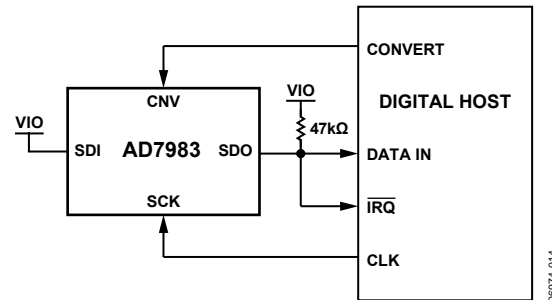 CONVERT
VIO
CNV
VIO
DIGITAL HOST
47kΩ
SDI
AD7983
SDO
DATA IN
SCK
IRQ
CLK